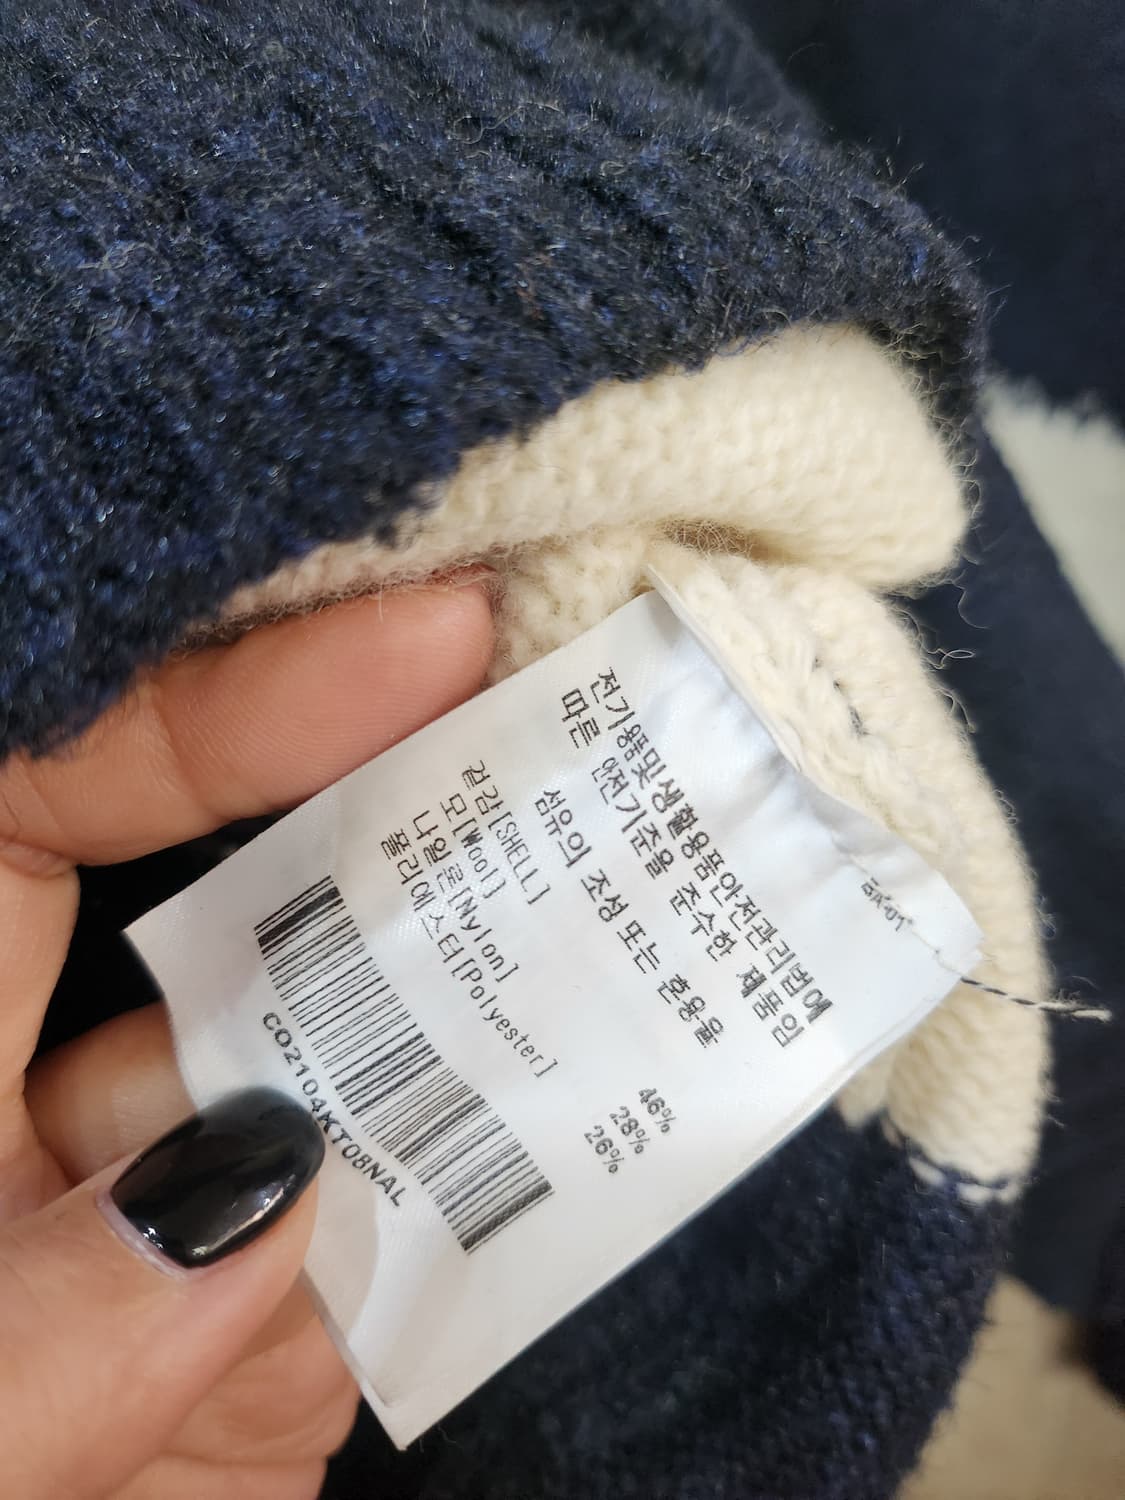 전기용품및생활용품안전관리법에
따른 안전기준을 준수한 제품임
섬유의 조성 또는 혼용율
겉감[SHELL]
모[Wool] 46%
나일론[Nylon] 28%
폴리에스터[Polyester] 26%
CO2104KT08NAL